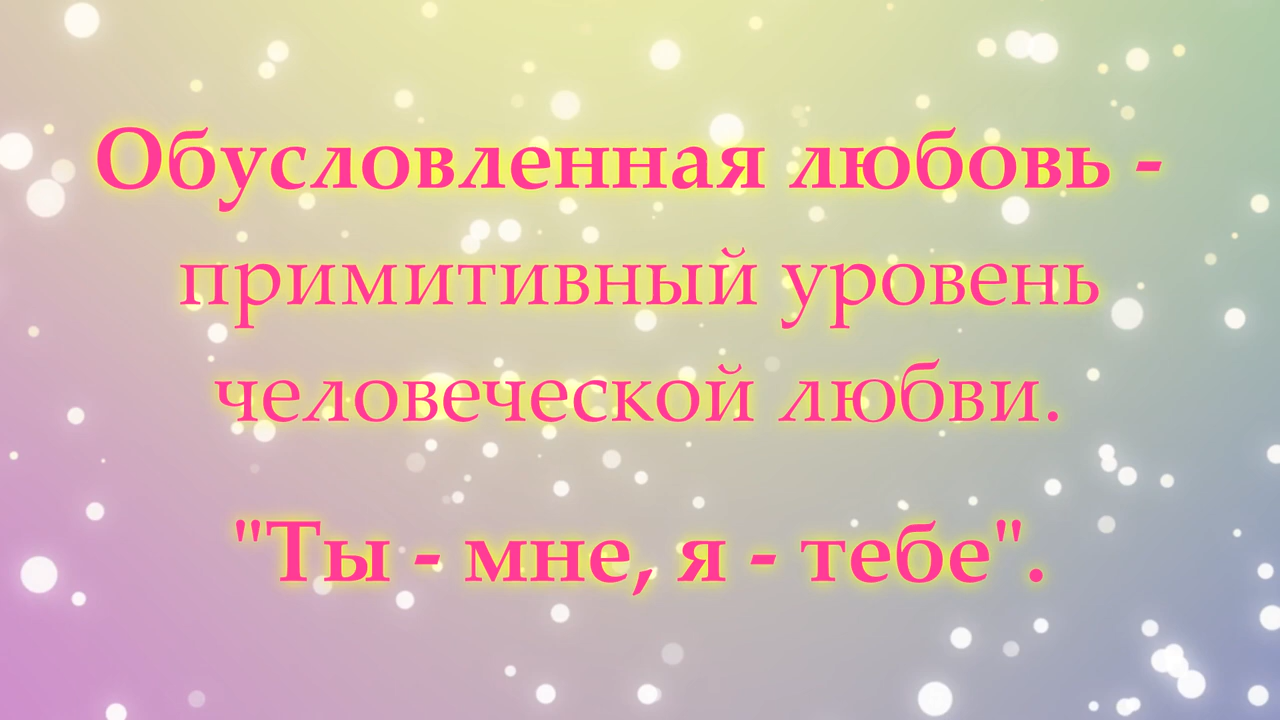 Обусловленная любовь -
примитивный уровень
человеческой любви.
"Ты - мне, я - тебе".